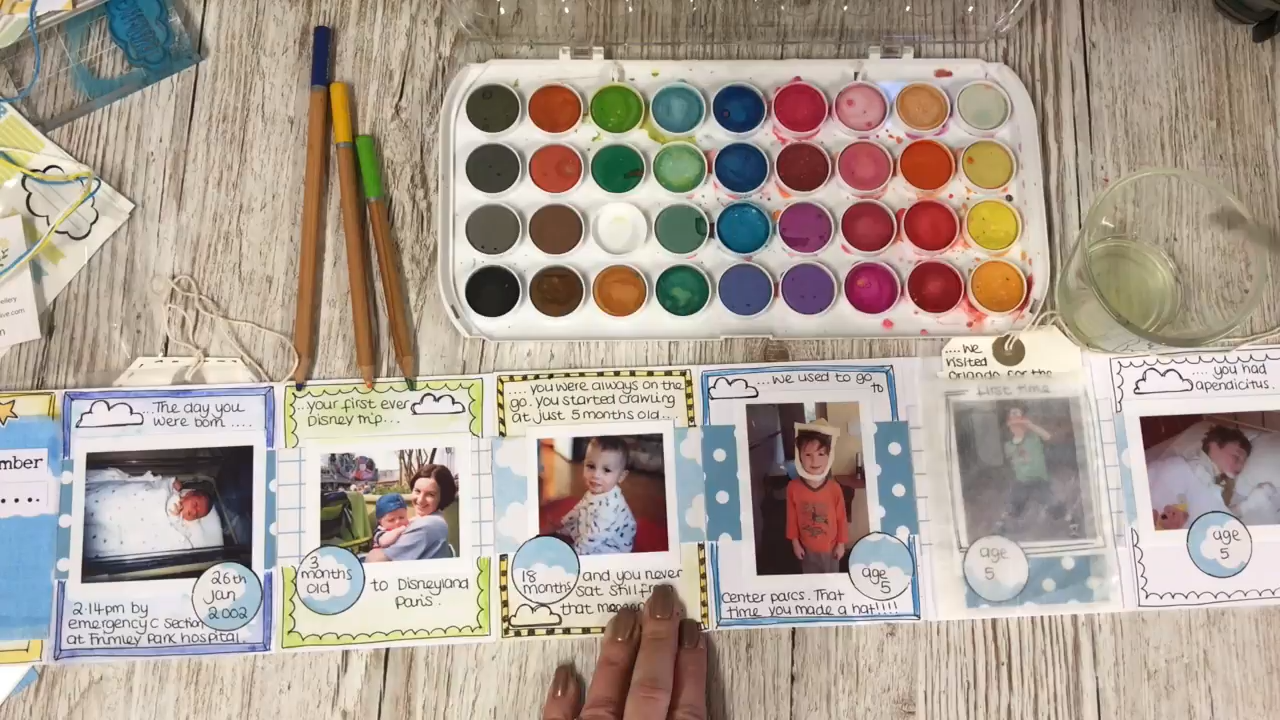 ellery
ive.com
mber
....
...The day you
were born ....
26th
Jan
2002
2.14pm by
emergency c section
at Frimley Park hospital.
..your first ever
Disney trip...
3
months
old
to Disneyland
Paris.
....you were always on the
go. You started crawling
at just 5 months old....
18
months
and you never
sat still
that
...We used to go
to
age
5
Center parcs. That
time you made a hat!!!!
....We
visited
Orlando for the
first time
age
5
.... you had
apendicitus.
age
5